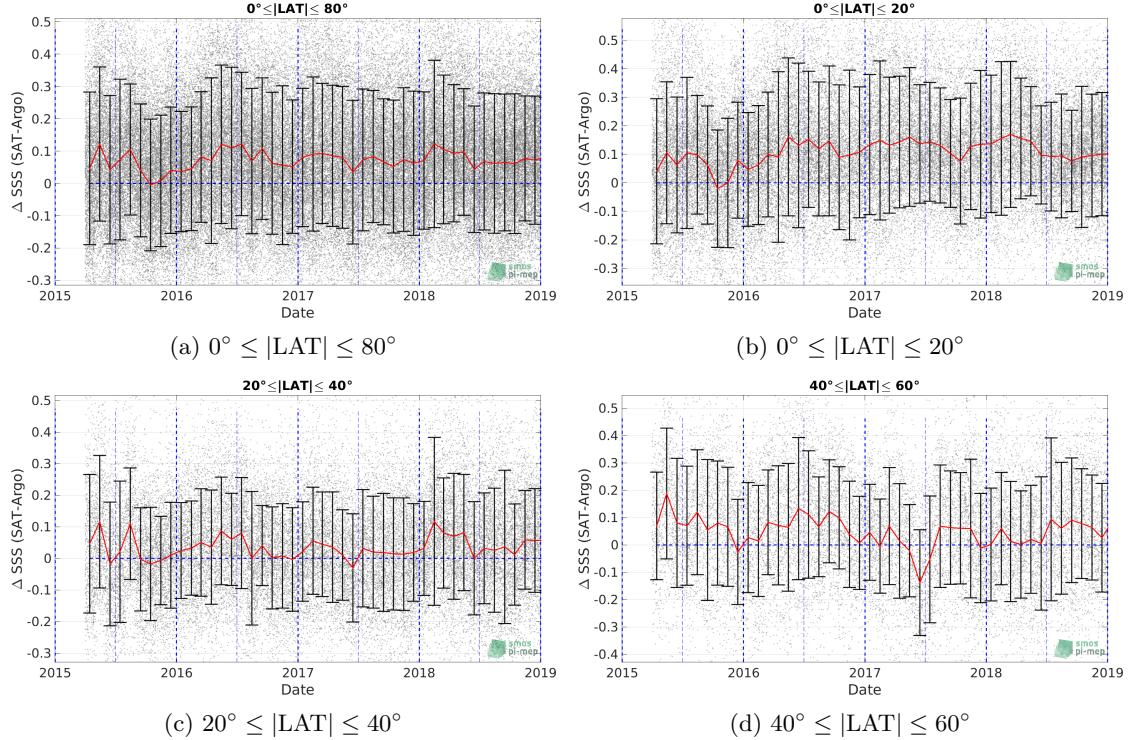 0°≤|LAT|≤ 80°
Δ SSS (SAT-Argo)
0.5
0.4
0.3
0.2
0.1
0
-0.1
-0.2
-0.3
smos
pi-mep
2015 2016 2017 2018 2019
Date
(a) 0° ≤ |LAT| ≤ 80°
0°≤|LAT|≤ 20°
Δ SSS (SAT-Argo)
0.5
0.4
0.3
0.2
0.1
0
-0.1
-0.2
-0.3
smos
pi-mep
2015 2016 2017 2018 2019
Date
(b) 0° ≤ |LAT| ≤ 20°
20°≤|LAT|≤ 40°
Δ SSS (SAT-Argo)
0.5
0.4
0.3
0.2
0.1
0
-0.1
-0.2
-0.3
smos
pi-mep
2015 2016 2017 2018 2019
Date
(c) 20° ≤ |LAT| ≤ 40°
40°≤|LAT|≤ 60°
Δ SSS (SAT-Argo)
0.5
0.4
0.3
0.2
0.1
0
-0.1
-0.2
-0.3
-0.4
smos
pi-mep
2015 2016 2017 2018 2019
Date
(d) 40° ≤ |LAT| ≤ 60°